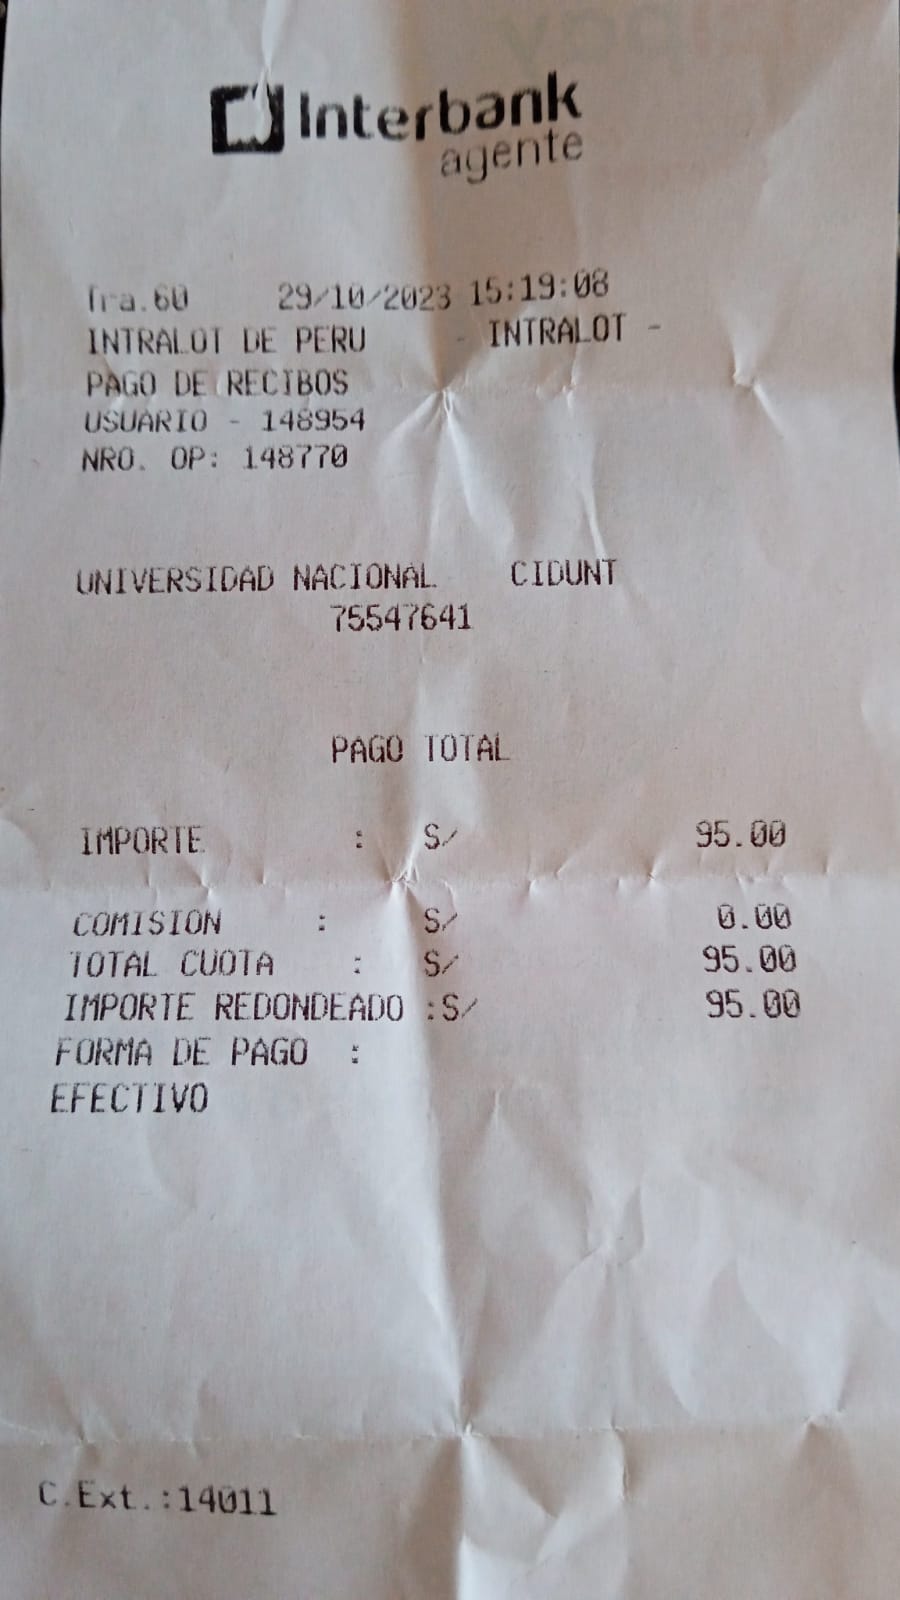 Interbank
agente
Tra.60 29/10/2023 15:19:08
INTRALOT DE PERU - INTRALOT -
PAGO DE RECIBOS
USUARIO - 148954
NRO. OP: 148770
UNIVERSIDAD NACIONAL CIDUNT
75547641
PAGO TOTAL
IMPORTE : S/ 95.00
COMISION : S/ 0.00
TOTAL CUOTA : S/ 95.00
IMPORTE REDONDEADO :S/ 95.00
FORMA DE PAGO :
EFECTIVO
C.Ext.:14011